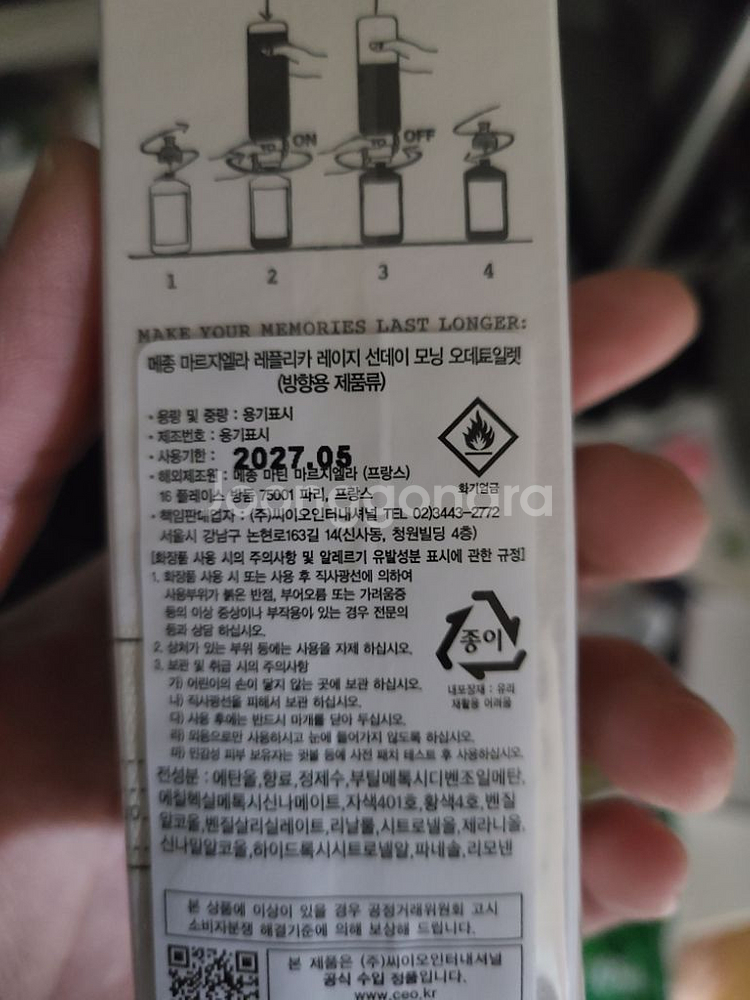 ON
OFF
1 2 3 4
MAKE YOUR MEMORIES LAST LONGER:
메종 마르지엘라 레플리카 레이지 선데이 모닝 오데토일렛
(방향용 제품류)
• 용량 및 중량 : 용기표시
• 제조번호 : 용기표시
• 사용기한 : 2027.05
• 해외제조원 : 메종 마틴 마르지엘라 (프랑스)
16 플레이스 방돔 75001 파리, 프랑스
화기엄금
• 책임판매업자 : (주)씨이오인터내셔널 TEL 02)3443-2772
서울시 강남구 논현로163길 14(신사동, 청원빌딩 4층)
[화장품 사용 시의 주의사항 및 알레르기 유발성분 표시에 관한 규정]
1. 화장품 사용 시 또는 사용 후 직사광선에 의하여
사용부위가 붉은 반점, 부어오름 또는 가려움증
등의 이상 증상이나 부작용이 있는 경우 전문의
등과 상담 하십시오.
2. 상처가 있는 부위 등에는 사용을 자제 하십시오.
3. 보관 및 취급 시의 주의사항
가) 어린이의 손이 닿지 않는 곳에 보관 하십시오.
나) 직사광선을 피해서 보관 하십시오.
다) 사용 후에는 반드시 마개를 닫아 두십시오.
라) 외용으로만 사용하시고 눈에 들어가지 않도록 하십시오.
마) 민감성 피부 보유자는 귓볼 등에 사전 패치 테스트 후 사용하십시오.
종이
내포장재 : 유리
재활용 어려움
전성분 : 에탄올,향료,정제수,부틸메톡시디벤조일메탄,
에칠헥실메톡시신나메이트,자색401호,황색4호,벤질
알코올,벤질살리실레이트,리날룰,시트로넬올,제라니올,
신나밀알코올,하이드록시시트로넬알,파네솔,리모넨
본 상품에 이상이 있을 경우 공정거래위원회 고시
소비자분쟁 해결기준에 의해 보상해 드립니다.
본 제품은 (주)씨이오인터내셔널
공식 수입 정품입니다.
www.ceo.kr